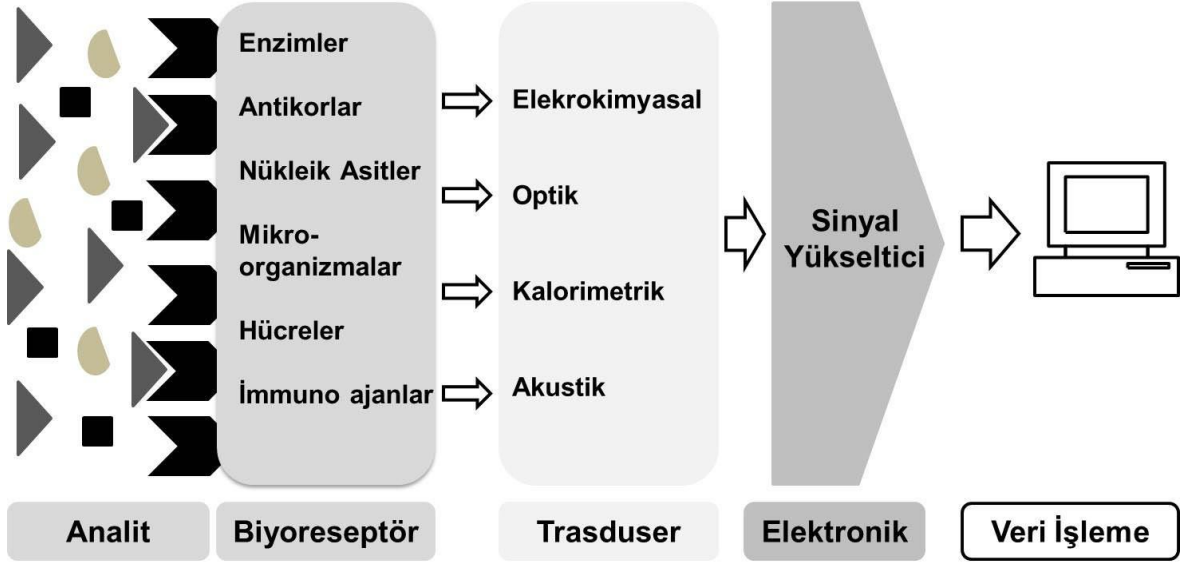 Enzimler
Antikorlar
Nükleik Asitler
Mikro-
organizmalar
Hücreler
İmmuno ajanlar
Elekrokimyasal
Optik
Kalorimetrik
Akustik
Sinyal
Yükseltici
Analit
Biyoreseptör
Trasduser
Elektronik
Veri İşleme